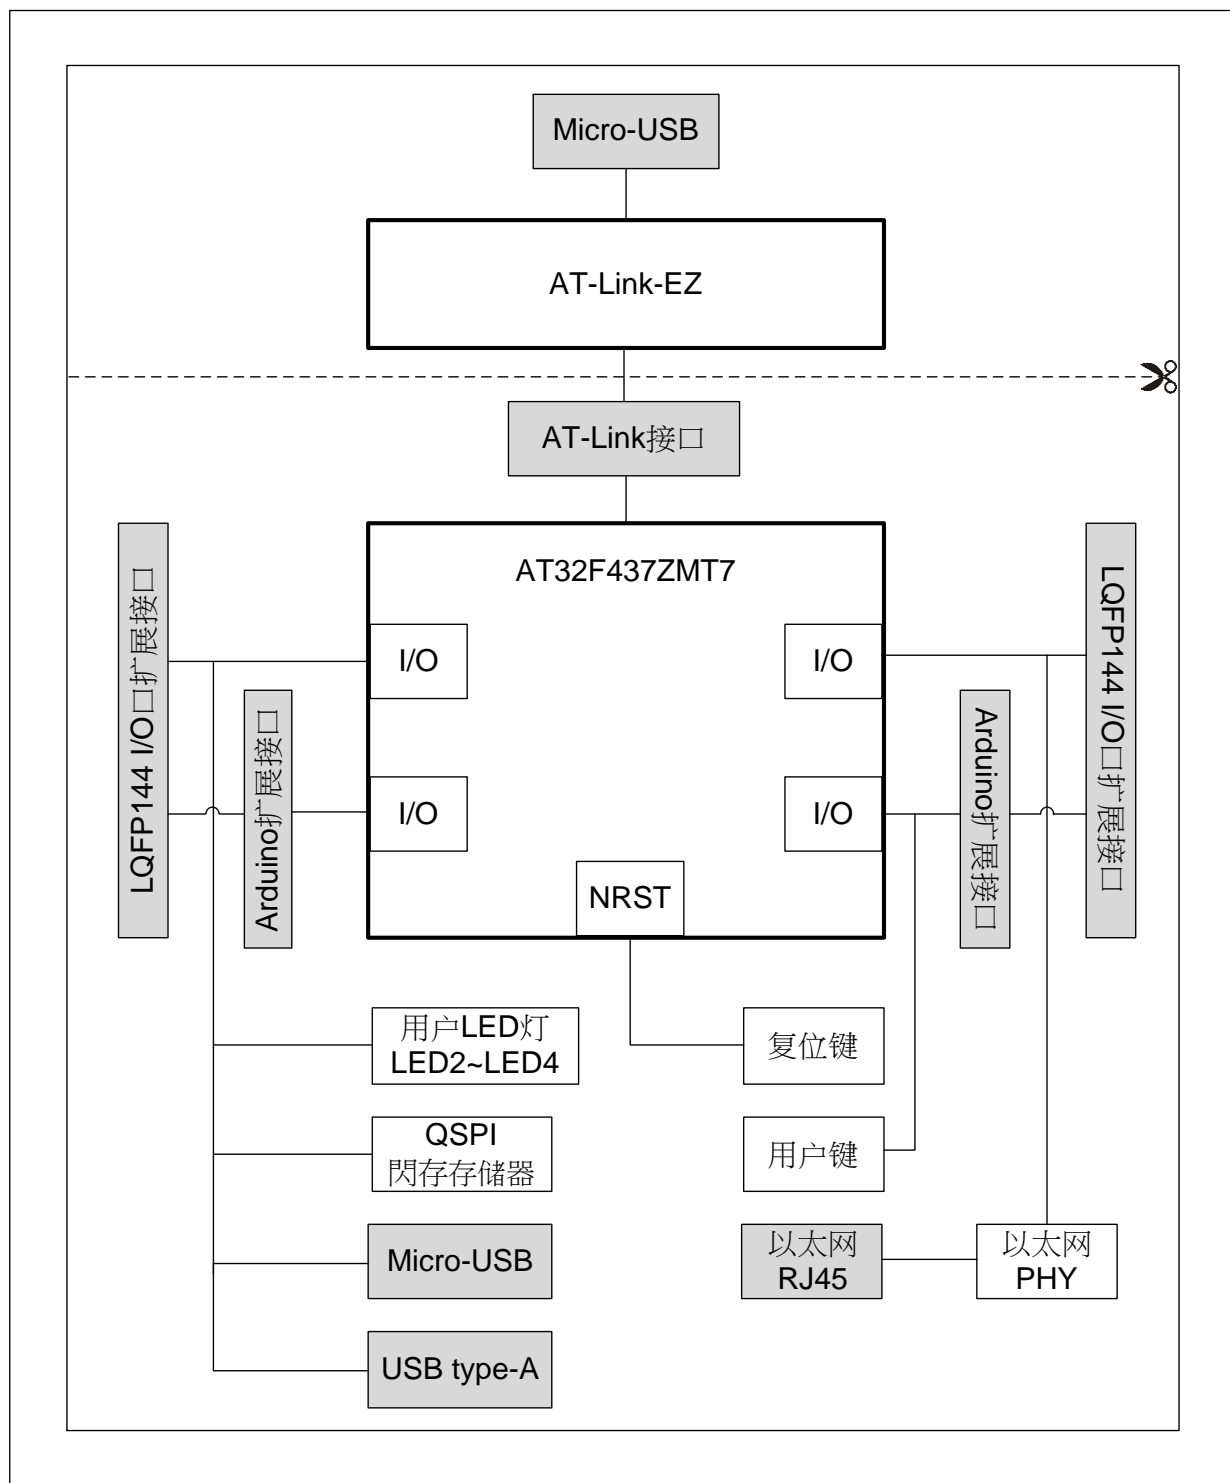 Micro-USB
AT-Link-EZ
AT-Link接口
AT32F437ZMT7
LQFP144 I/O口扩展接口
Arduino扩展接口
I/O
I/O
I/O
I/O
NRST
Arduino扩展接口
LQFP144 I/O口扩展接口
用户LED灯
LED2~LED4
复位键
QSPI
閃存存储器
用户键
Micro-USB
以太网
RJ45
以太网
PHY
USB type-A